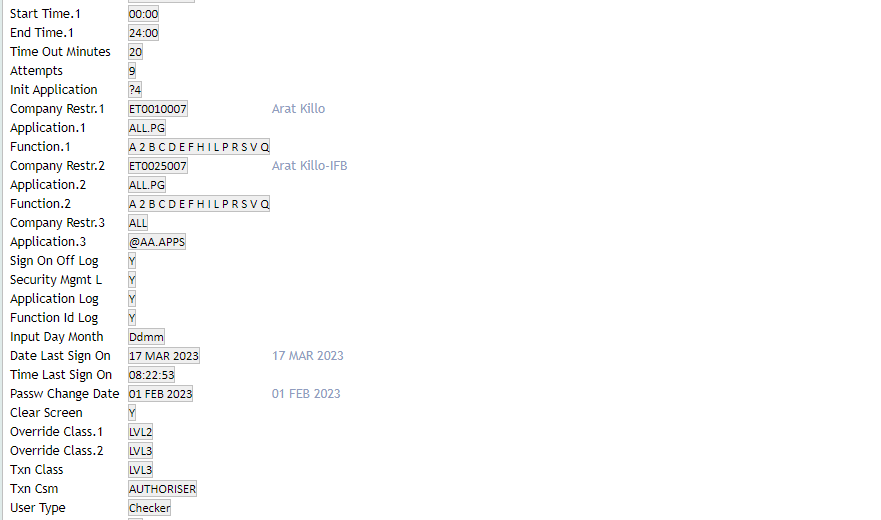 Start Time.1 00:00
End Time.1 24:00
Time Out Minutes 20
Attempts 9
Init Application ?4
Company Restr.1 ET0010007 Arat Killo
Application.1 ALL.PG
Function.1 A 2 B C D E F H I L P R S V Q
Company Restr.2 ET0025007 Arat Killo-IFB
Application.2 ALL.PG
Function.2 A 2 B C D E F H I L P R S V Q
Company Restr.3 ALL
Application.3 @AA.APPS
Sign On Off Log Y
Security Mgmt L Y
Application Log Y
Function Id Log Y
Input Day Month Ddmm
Date Last Sign On 17 MAR 2023 17 MAR 2023
Time Last Sign On 08:22:53
Passw Change Date 01 FEB 2023 01 FEB 2023
Clear Screen Y
Override Class.1 LVL2
Override Class.2 LVL3
Txn Class LVL3
Txn Csm AUTHORISER
User Type Checker